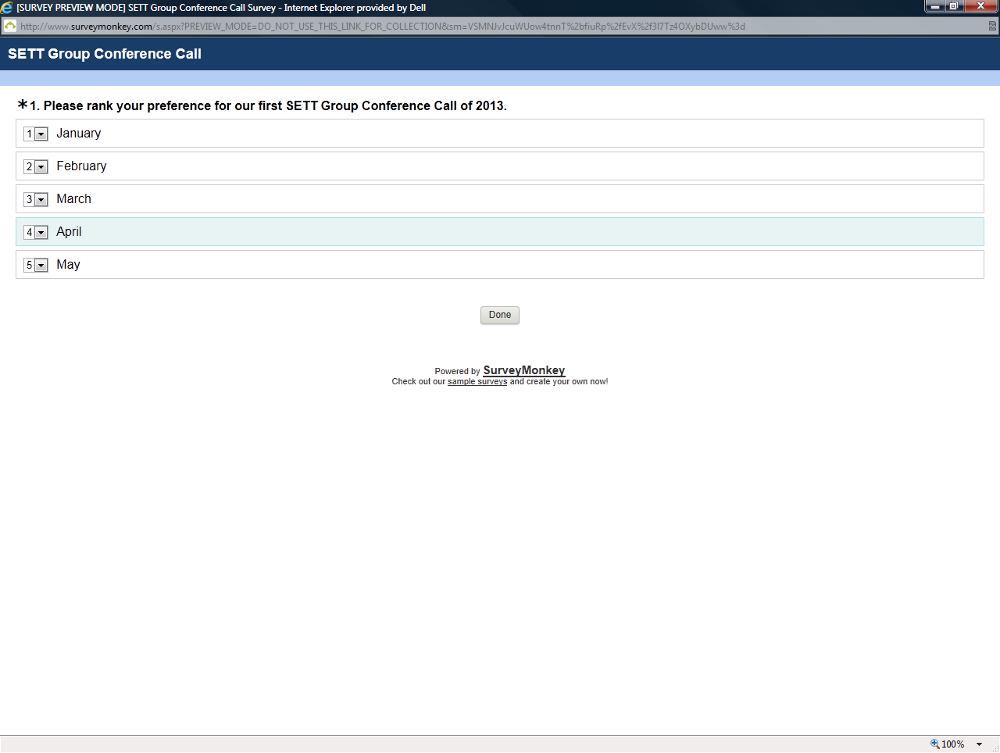 [SURVEY PREVIEW MODE] SETT Group Conference Call Survey - Internet Explorer provided by Dell
http://www.surveymonkey.com/s.aspx?PREVIEW_MODE=DO_NOT_USE_THIS_LINK_FOR_COLLECTION&sm=VSMNJvJcuWUow4tnnT%2bfiuRp%2fEvX%2f3l7Tz4OXybDUww%3d
SETT Group Conference Call
*1. Please rank your preference for our first SETT Group Conference Call of 2013.
1 January
2 February
3 March
4 April
5 May
Done
Powered by SurveyMonkey
Check out our sample surveys and create your own now!
100%